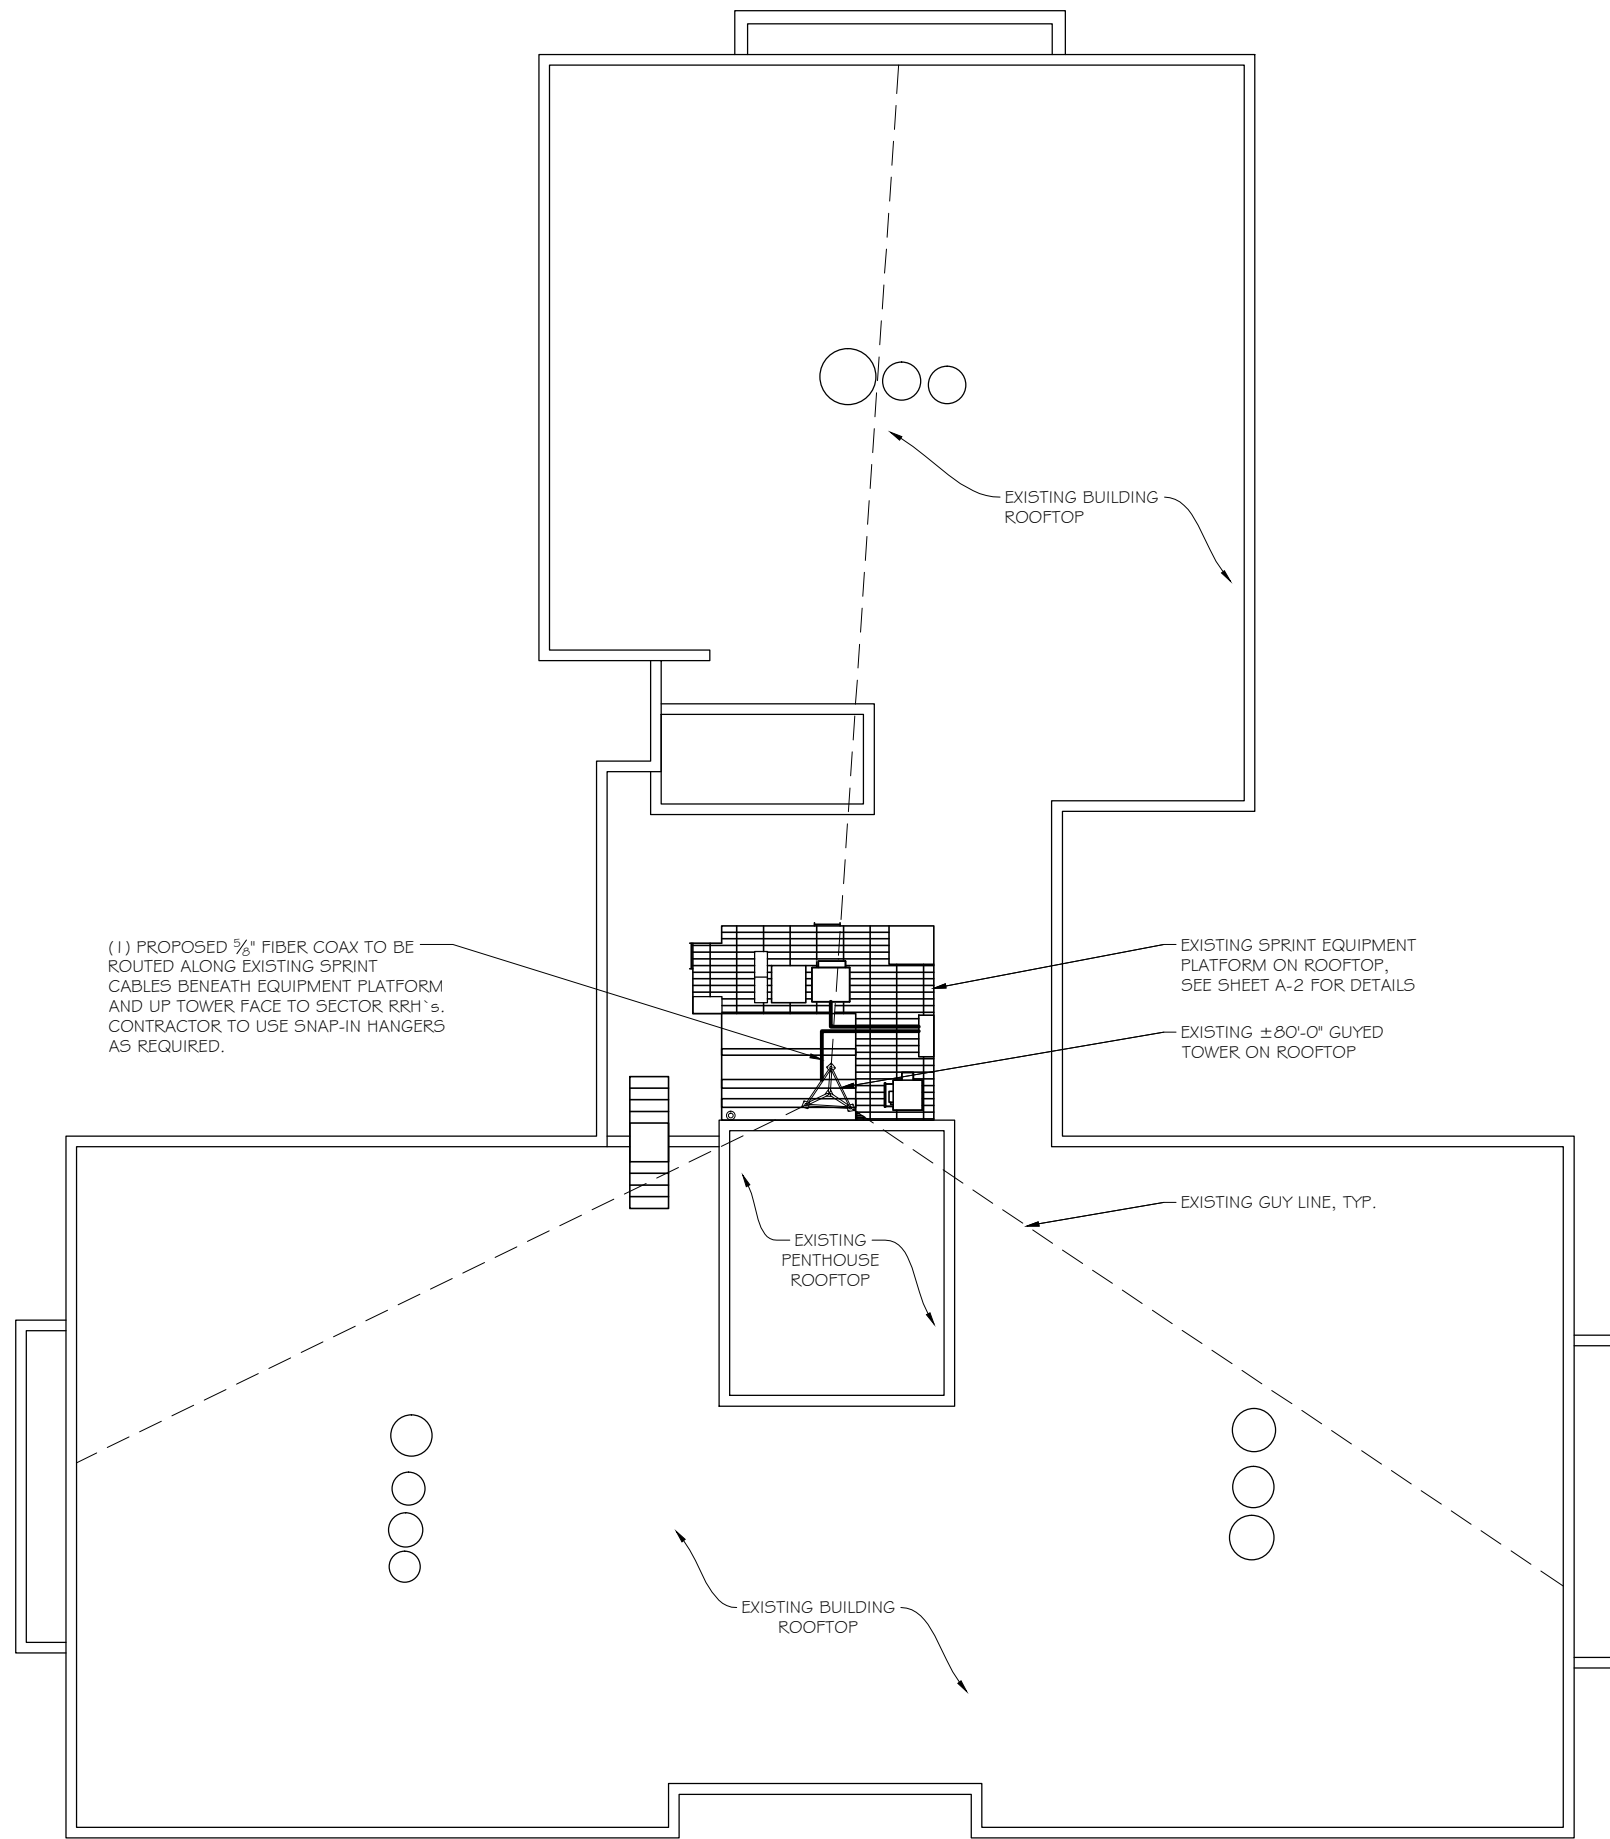 EXISTING BUILDING
ROOFTOP
(1) PROPOSED ⅝" FIBER COAX TO BE
ROUTED ALONG EXISTING SPRINT
CABLES BENEATH EQUIPMENT PLATFORM
AND UP TOWER FACE TO SECTOR RRH`s.
CONTRACTOR TO USE SNAP-IN HANGERS
AS REQUIRED.
EXISTING SPRINT EQUIPMENT
PLATFORM ON ROOFTOP,
SEE SHEET A-2 FOR DETAILS
EXISTING ±80'-0" GUYED
TOWER ON ROOFTOP
EXISTING GUY LINE, TYP.
EXISTING
PENTHOUSE
ROOFTOP
EXISTING BUILDING
ROOFTOP